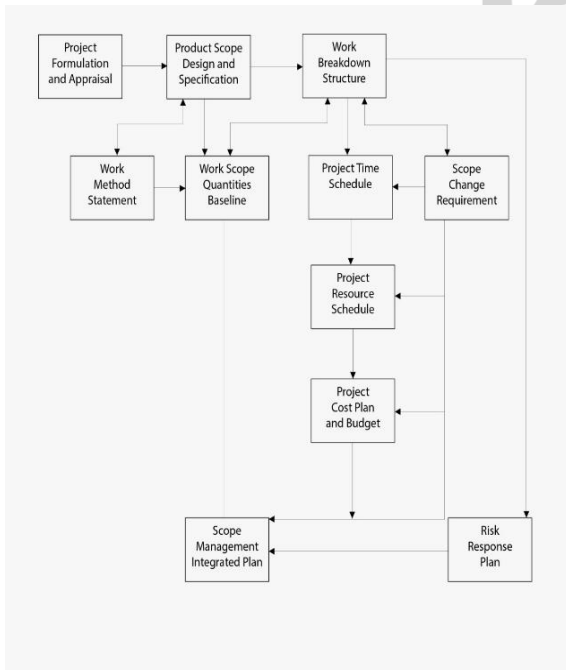 Project
Formulation
and Appraisal
Product Scope
Design and
Specification
Work
Breakdown
Structure
Work
Method
Statement
Work Scope
Quantities
Baseline
Project Time
Schedule
Scope
Change
Requirement
Project
Resource
Schedule
Project
Cost Plan
and Budget
Scope
Management
Integrated Plan
Risk
Response
Plan